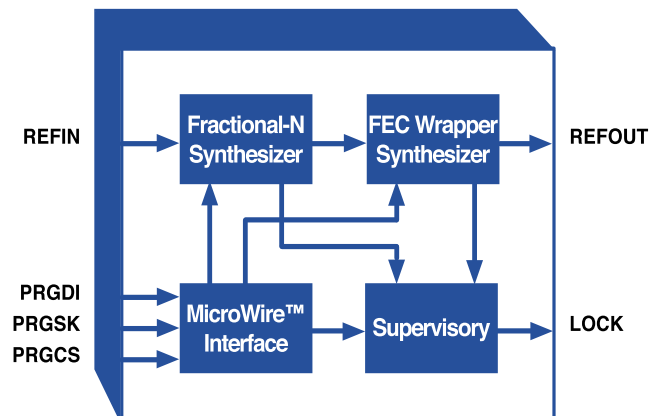 REFIN
Fractional-N
Synthesizer
FEC Wrapper
Synthesizer
REFOUT
PRGDI
PRGSK
PRGCS
MicroWire™
Interface
Supervisory
LOCK